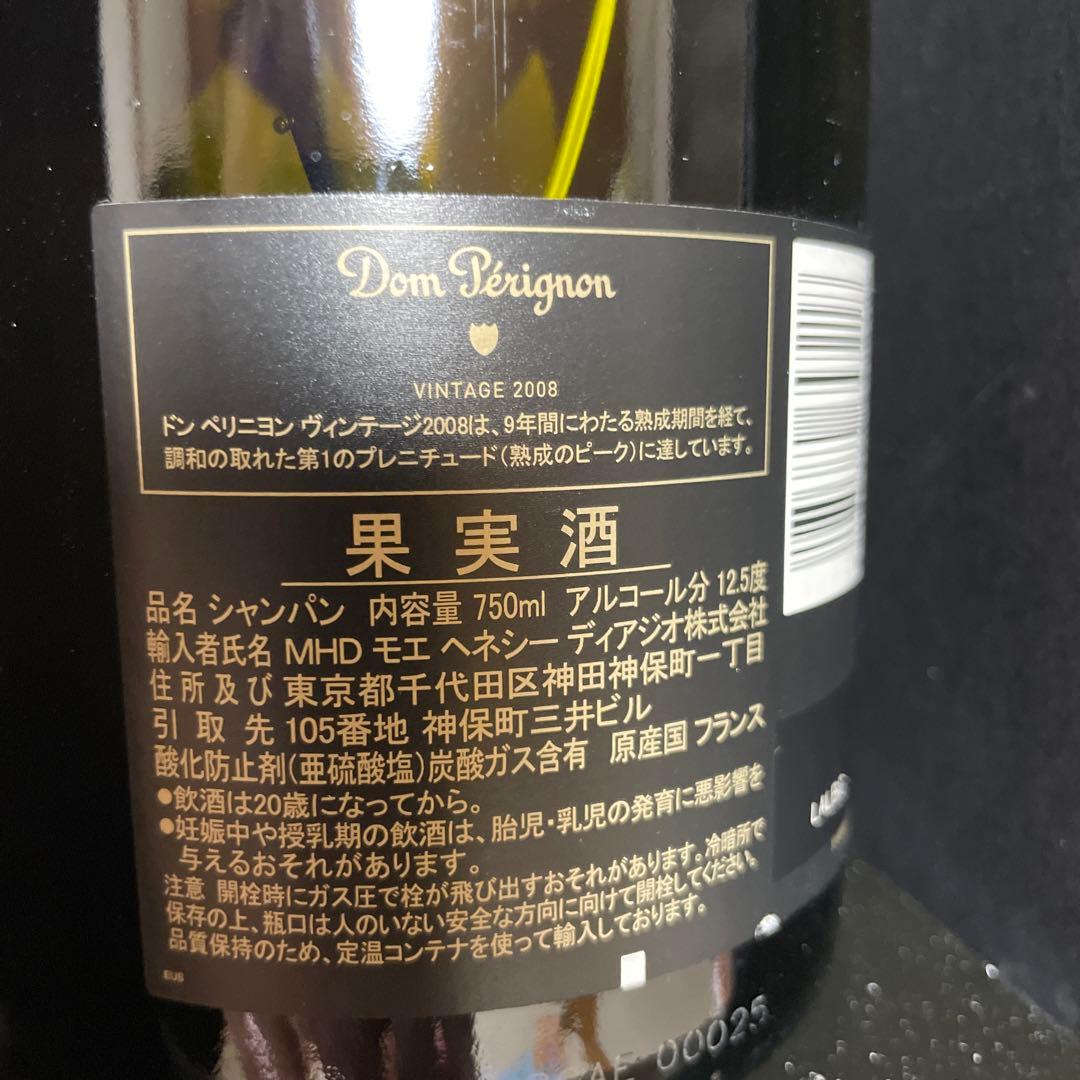 Dom Pérignon
VINTAGE 2008
ドン ペリニヨン ヴィンテージ2008は、9年間にわたる熟成期間を経て、
調和の取れた第1のプレニチュード(熟成のピーク)に達しています。
果実酒
品名 シャンパン 内容量 750ml アルコール分 12.5度
輸入者氏名 MHD モエ ヘネシー ディアジオ株式会社
住所及び 東京都千代田区神田神保町一丁目
引取先 105番地 神保町三井ビル
酸化防止剤(亜硫酸塩)炭酸ガス含有 原産国 フランス
●飲酒は20歳になってから。
●妊娠中や授乳期の飲酒は、胎児・乳児の発育に悪影響を
与えるおそれがあります。
注意 開栓時にガス圧で栓が飛び出すおそれがあります。冷暗所で
保存の上、瓶口は人のいない安全な方向に向けて開栓してください。
品質保持のため、定温コンテナを使って輸入しております。
00025